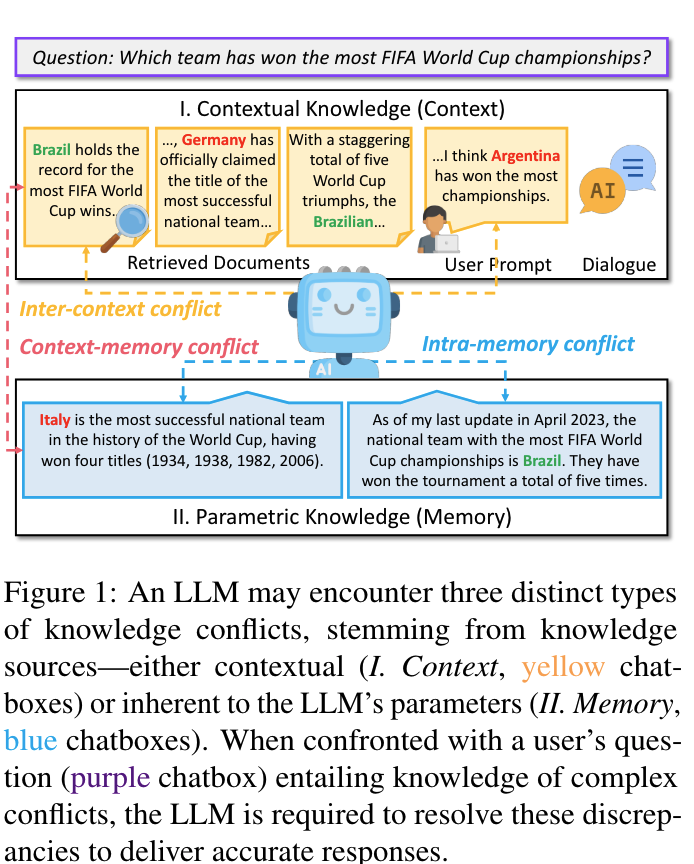 Question: Which team has won the most FIFA World Cup championships?
I. Contextual Knowledge (Context)
Brazil holds the
record for the
most FIFA World
Cup wins...
..., Germany has
officially claimed
the title of the
most successful
national team...
With a staggering
total of five
World Cup
triumphs, the
Brazilian...
...I think Argentina
has won the most
championships.
AI
Retrieved Documents
User Prompt
Dialogue
Inter-context conflict
Context-memory conflict
Intra-memory conflict
AI
Italy is the most successful national team
in the history of the World Cup, having
won four titles (1934, 1938, 1982, 2006).
As of my last update in April 2023, the
national team with the most FIFA World
Cup championships is Brazil. They have
won the tournament a total of five times.
II. Parametric Knowledge (Memory)
Figure 1: An LLM may encounter three distinct types
of knowledge conflicts, stemming from knowledge
sources—either contextual (I. Context, yellow chat-
boxes) or inherent to the LLM's parameters (II. Memory,
blue chatboxes). When confronted with a user's ques-
tion (purple chatbox) entailing knowledge of complex
conflicts, the LLM is required to resolve these discrep-
ancies to deliver accurate responses.